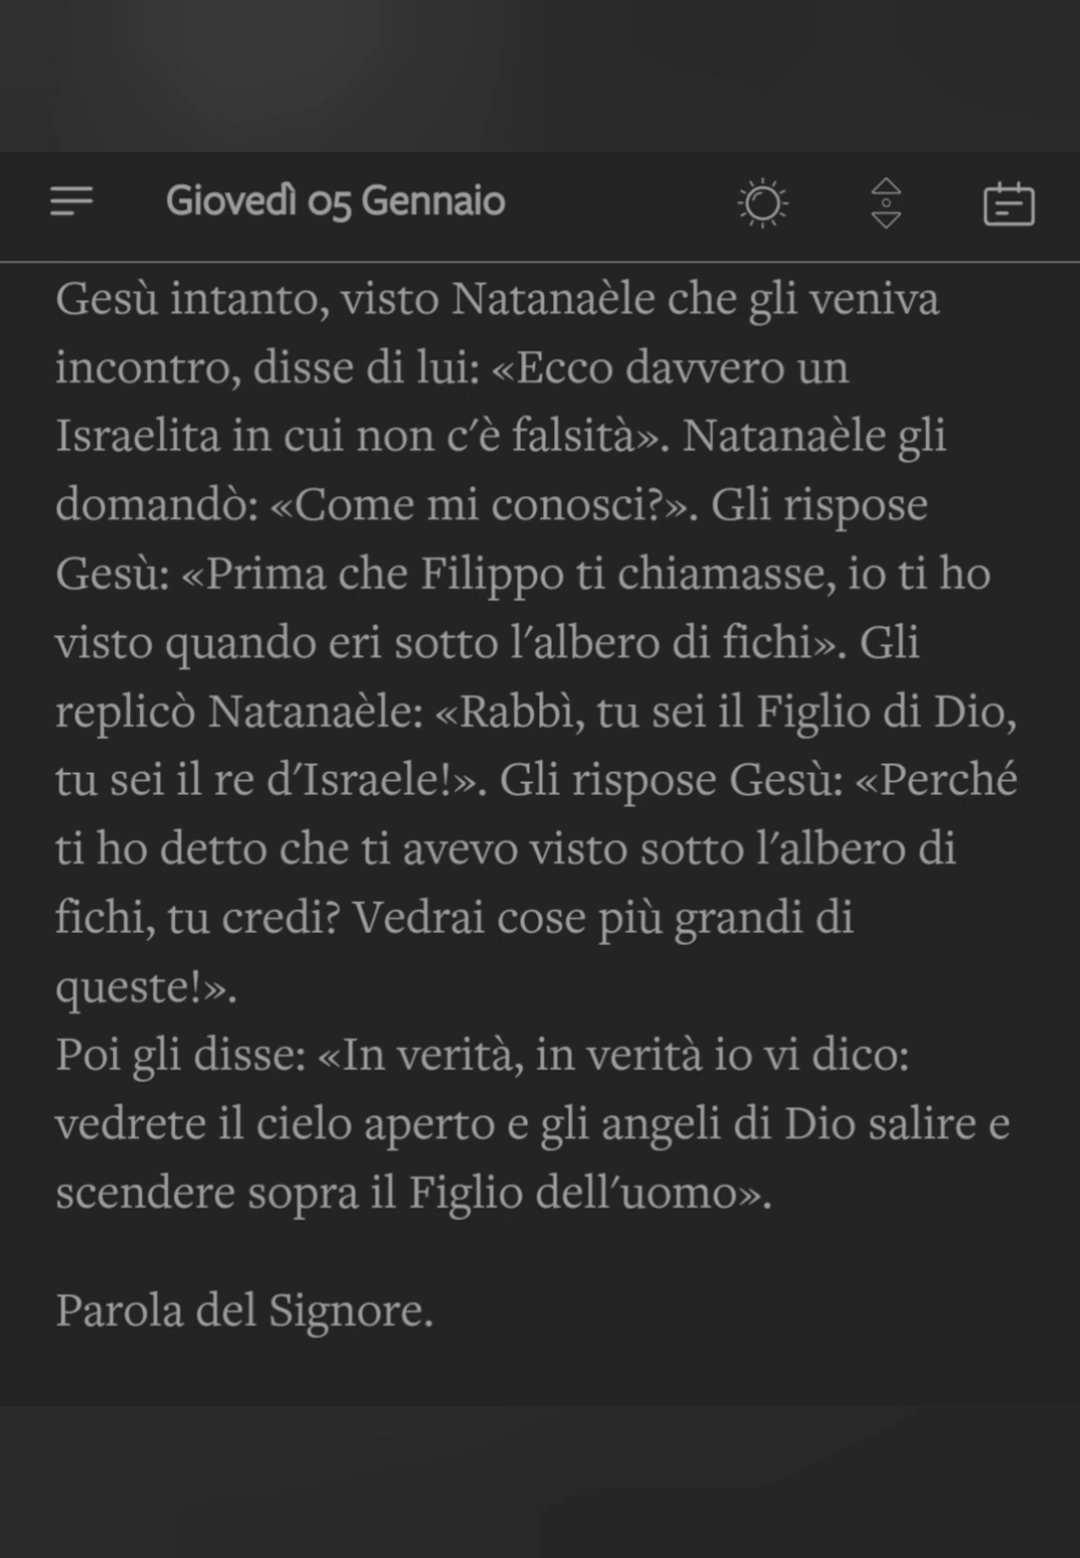 Giovedì 05 Gennaio
Gesù intanto, visto Natanaèle che gli veniva
incontro, disse di lui: «Ecco davvero un
Israelita in cui non c'è falsità». Natanaèle gli
domandò: «Come mi conosci?». Gli rispose
Gesù: «Prima che Filippo ti chiamasse, io ti ho
visto quando eri sotto l'albero di fichi». Gli
replicò Natanaèle: «Rabbì, tu sei il Figlio di Dio,
tu sei il re d'Israele!». Gli rispose Gesù: «Perché
ti ho detto che ti avevo visto sotto l'albero di
fichi, tu credi? Vedrai cose più grandi di
queste!».
Poi gli disse: «In verità, in verità io vi dico:
vedrete il cielo aperto e gli angeli di Dio salire e
scendere sopra il Figlio dell'uomo».
Parola del Signore.